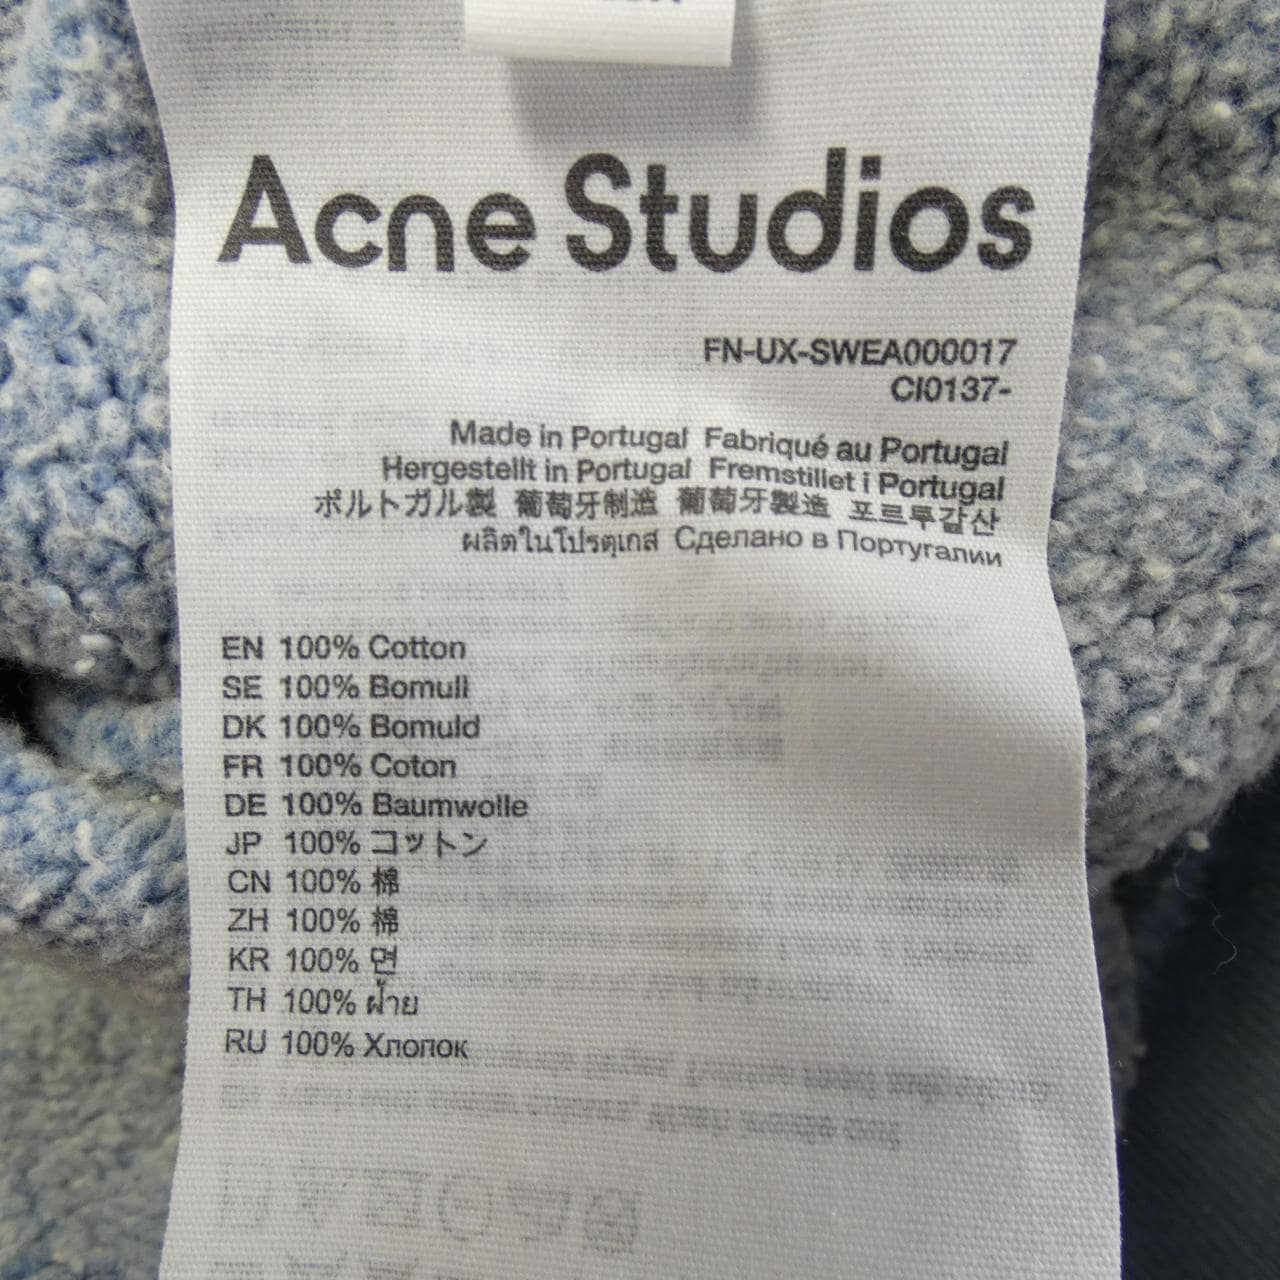 Acne Studios
FN-UX-SWEA000017
CI0137-
Made in Portugal Fabriqué au Portugal
Hergestellt in Portugal Fremstillet i Portugal
ポルトガル製 葡萄牙制造 葡萄牙製造 포르투갈산
ผลิตในโปรตุเกส Сделано в Португалии
EN 100% Cotton
SE 100% Bomull
DK 100% Bomuld
FR 100% Coton
DE 100% Baumwolle
JP 100% コットン
CN 100% 棉
ZH 100% 棉
KR 100% 면
TH 100% ฝ้าย
RU 100% Хлопок